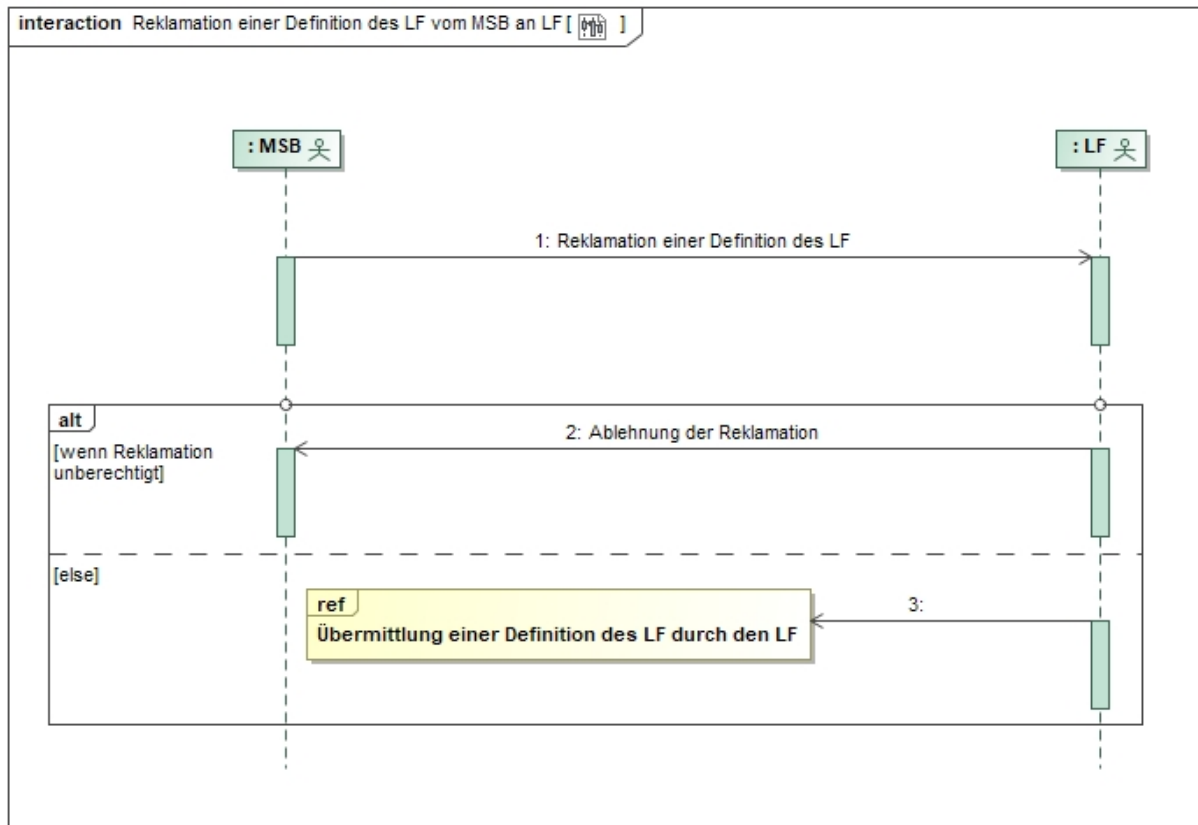 interaction Reklamation einer Definition des LF vom MSB an LF [ ]
: MSB
: LF
1: Reklamation einer Definition des LF
alt
[wenn Reklamation
unberechtigt]
2: Ablehnung der Reklamation
[else]
ref
Übermittlung einer Definition des LF durch den LF
3: